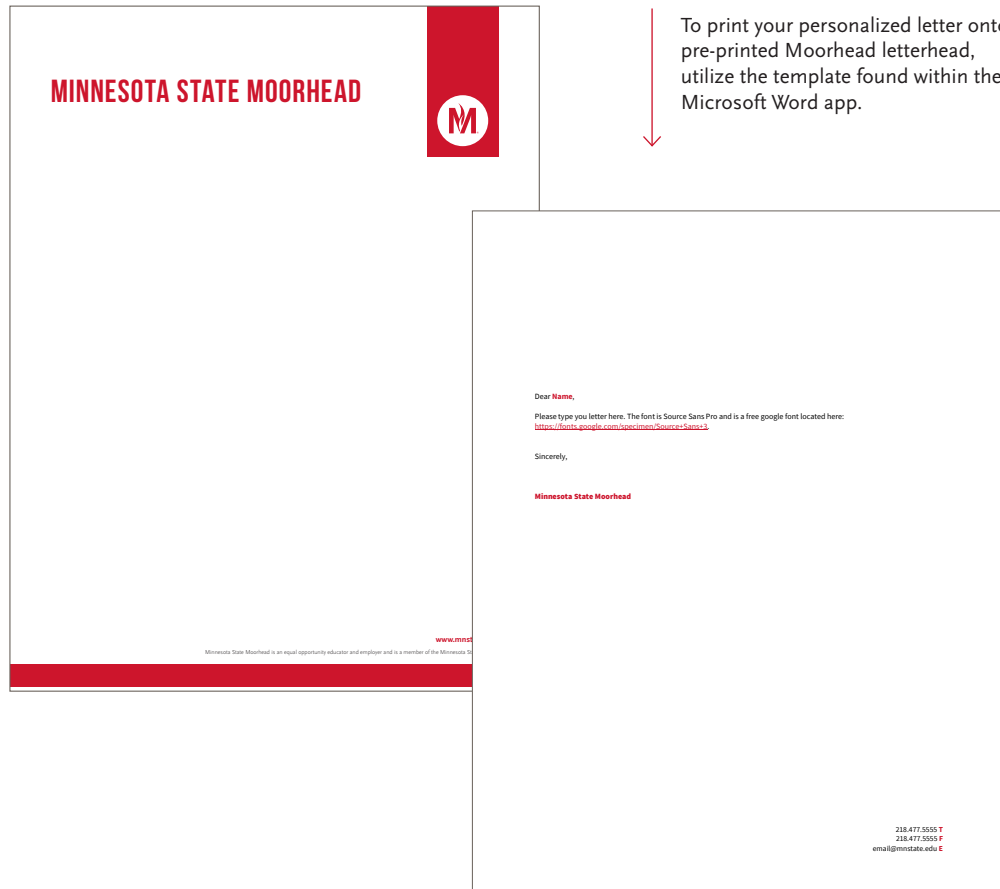 MINNESOTA STATE MOORHEAD
M
To print your personalized letter onto
pre-printed Moorhead letterhead,
utilize the template found within the
Microsoft Word app.
Dear Name,
Please type you letter here. The font is Source Sans Pro and is a free google font located here:
https://fonts.google.com/specimen/Source+Sans+3.
Sincerely,
Minnesota State Moorhead
www.mnst
Minnesota State Moorhead is an equal opportunity educator and employer and is a member of the Minnesota St
218.477.5555 T
218.477.5555 F
email@mnstate.edu E